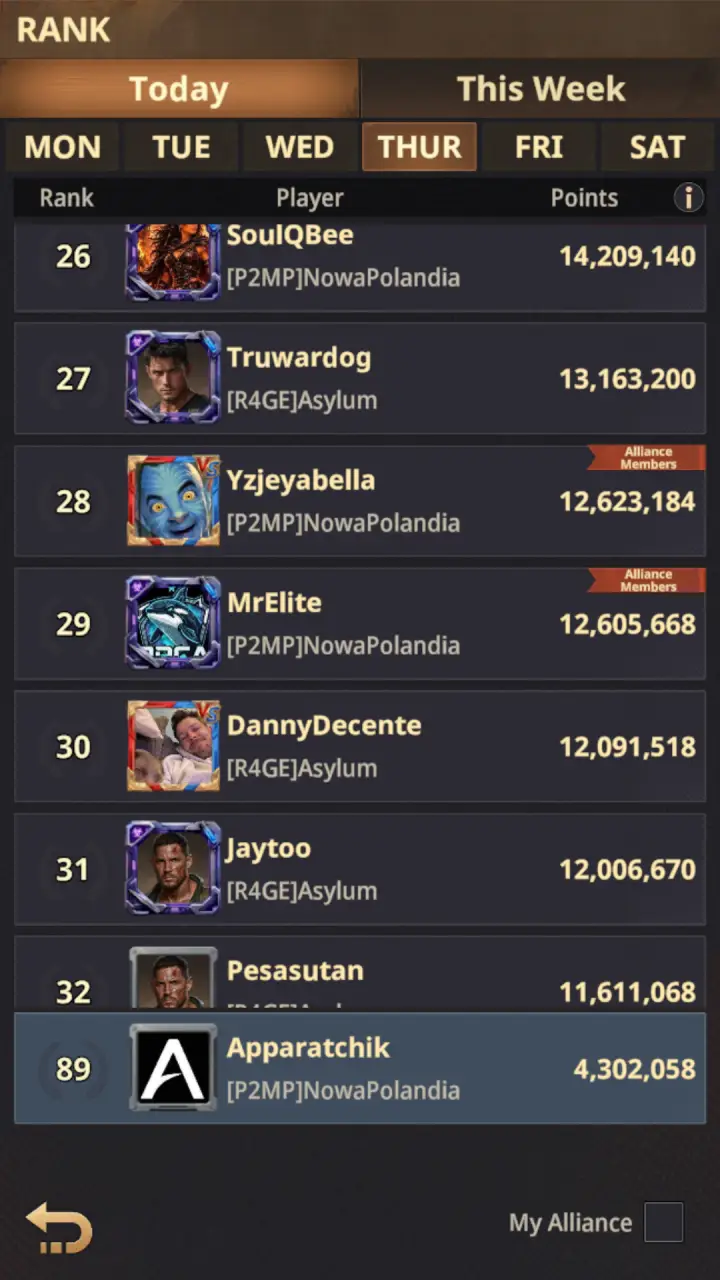 RANK
Today
This Week
MON TUE WED THUR FRI SAT
Rank Player Points i
26 SoulQBee 14,209,140
[P2MP]NowaPolandia
27 Truwardog 13,163,200
[R4GE]Asylum
Alliance
Members
28 Yzjeyabella 12,623,184
[P2MP]NowaPolandia
Alliance
Members
29 MrElite 12,605,668
[P2MP]NowaPolandia
30 DannyDecente 12,091,518
[R4GE]Asylum
31 Jaytoo 12,006,670
[R4GE]Asylum
32 Pesasutan 11,611,068
89 Apparatchik 4,302,058
[P2MP]NowaPolandia
My Alliance